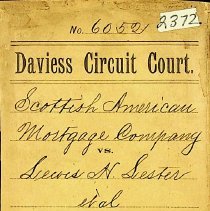 No. 6052 2372
Daviess Circuit Court.
Scottish American
Mortgage Company
vs.
Lewis H Lester
et al